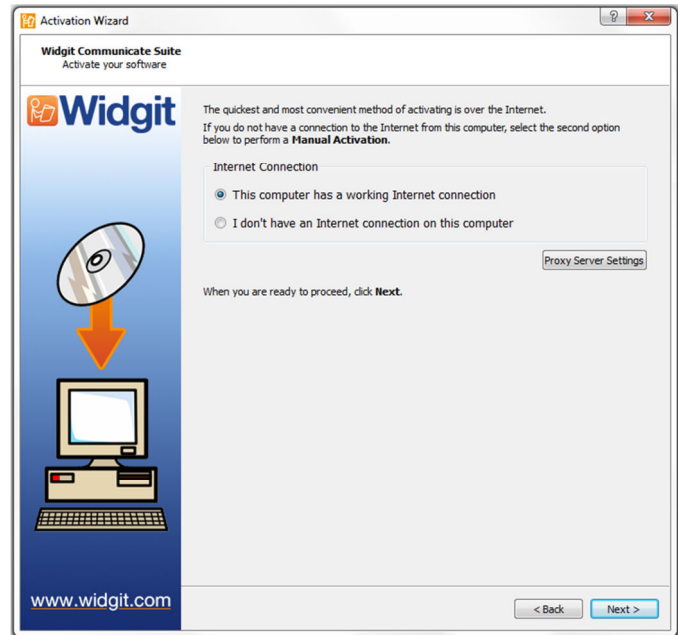 Activation Wizard
Widgit Communicate Suite
Activate your software
Widgit
The quickest and most convenient method of activating is over the Internet.
If you do not have a connection to the Internet from this computer, select the second option
below to perform a Manual Activation.
Internet Connection
This computer has a working Internet connection
I don't have an Internet connection on this computer
Proxy Server Settings
When you are ready to proceed, click Next.
www.widgit.com
< Back
Next >